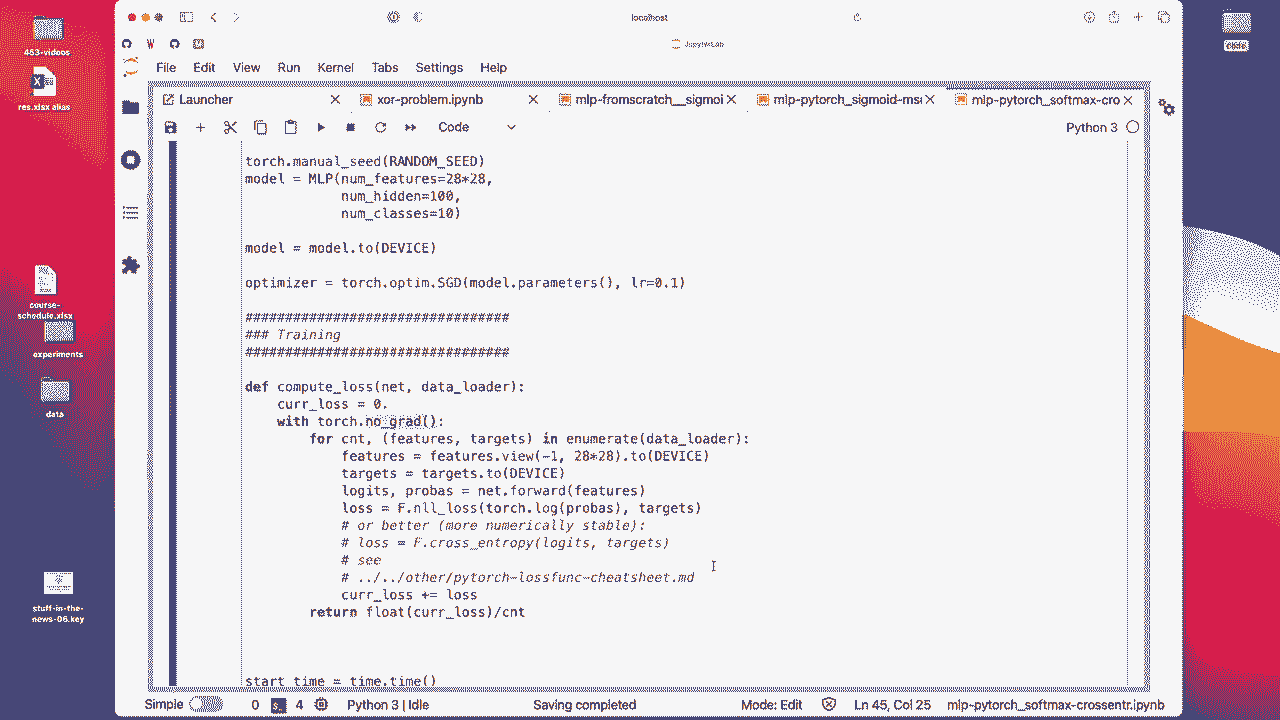 localhost
JupyterLab
453-videos
res.xlsx alias
course-
schedule.xlsx
experiments
data
stuff-in-the-
news-06.key
code
File Edit View Run Kernel Tabs Settings Help
Launcher xor-problem.ipynb mlp-fromscratch__sigmoi mlp-pytorch_sigmoid-mse mlp-pytorch_softmax-cro
Code Python 3
torch.manual_seed(RANDOM_SEED)
model = MLP(num_features=28*28,
num_hidden=100,
num_classes=10)
model = model.to(DEVICE)
optimizer = torch.optim.SGD(model.parameters(), lr=0.1)
#################################
### Training
#################################
def compute_loss(net, data_loader):
curr_loss = 0.
with torch.no_grad():
for cnt, (features, targets) in enumerate(data_loader):
features = features.view(-1, 28*28).to(DEVICE)
targets = targets.to(DEVICE)
logits, probas = net.forward(features)
loss = F.nll_loss(torch.log(probas), targets)
# or better (more numerically stable):
# loss = F.cross_entropy(logits, targets)
# see
# ../../other/pytorch-lossfunc-cheatsheet.md
curr_loss += loss
return float(curr_loss)/cnt
start_time = time.time()
Simple 0 4 Python 3 | Idle Saving completed Mode: Edit Ln 45, Col 25 mlp-pytorch_softmax-crossentr.ipynb